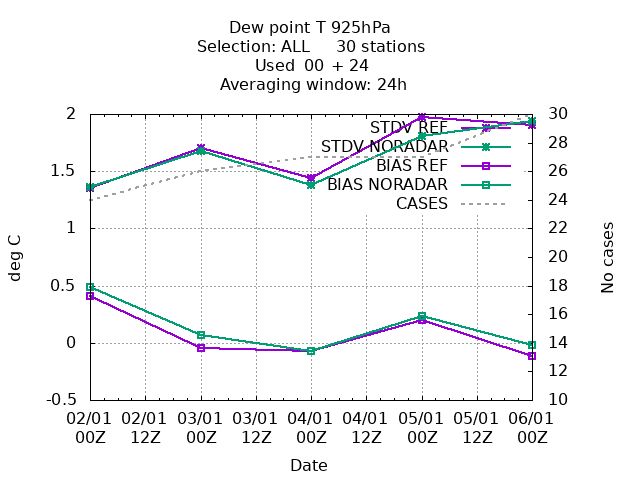 Dew point T 925hPa
Selection: ALL 30 stations
Used 00 + 24
Averaging window: 24h
2 30
STDV REF
28
STDV NORADAR
1.5 BIAS REF 26
BIAS NORADAR
CASES 24
1 22
20
0.5 18
16
0 14
12
-0.5 10
deg C
No cases
02/01 02/01 03/01 03/01 04/01 04/01 05/01 05/01 06/01
00Z 12Z 00Z 12Z 00Z 12Z 00Z 12Z 00Z
Date